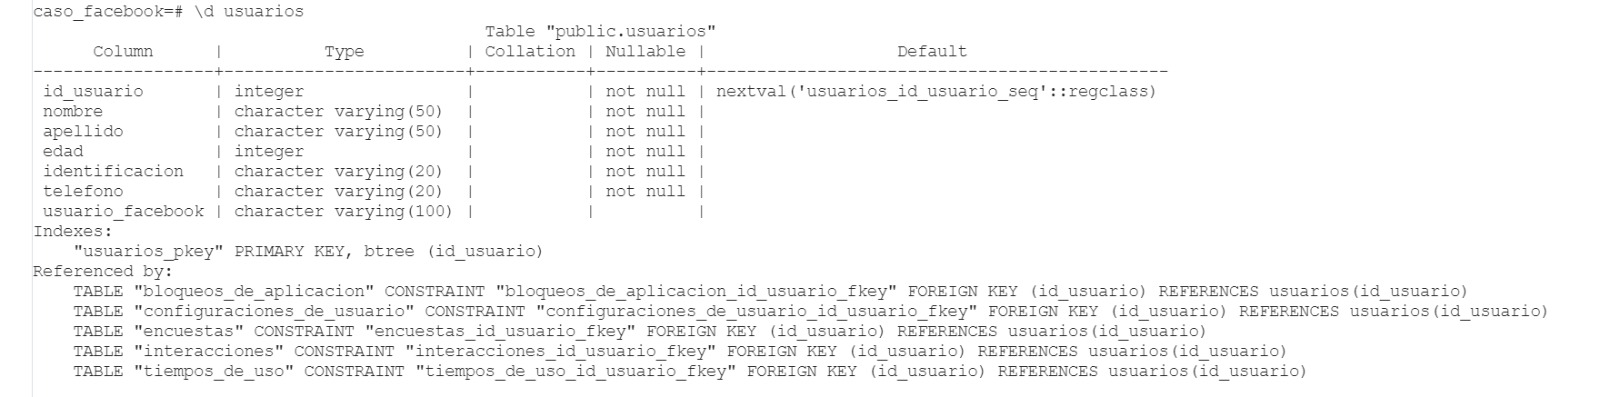 caso_facebook=# \d usuarios
                                             Table "public.usuarios"
      Column      |          Type          | Collation | Nullable |                   Default
------------------+------------------------+-----------+----------+----------------------------------------------
 id_usuario       | integer                |           | not null | nextval('usuarios_id_usuario_seq'::regclass)
 nombre           | character varying(50)  |           | not null |
 apellido         | character varying(50)  |           | not null |
 edad             | integer                |           | not null |
 identificacion   | character varying(20)  |           | not null |
 telefono         | character varying(20)  |           | not null |
 usuario_facebook | character varying(100) |           |          |
Indexes:
    "usuarios_pkey" PRIMARY KEY, btree (id_usuario)
Referenced by:
    TABLE "bloqueos_de_aplicacion" CONSTRAINT "bloqueos_de_aplicacion_id_usuario_fkey" FOREIGN KEY (id_usuario) REFERENCES usuarios(id_usuario)
    TABLE "configuraciones_de_usuario" CONSTRAINT "configuraciones_de_usuario_id_usuario_fkey" FOREIGN KEY (id_usuario) REFERENCES usuarios(id_usuario)
    TABLE "encuestas" CONSTRAINT "encuestas_id_usuario_fkey" FOREIGN KEY (id_usuario) REFERENCES usuarios(id_usuario)
    TABLE "interacciones" CONSTRAINT "interacciones_id_usuario_fkey" FOREIGN KEY (id_usuario) REFERENCES usuarios(id_usuario)
    TABLE "tiempos_de_uso" CONSTRAINT "tiempos_de_uso_id_usuario_fkey" FOREIGN KEY (id_usuario) REFERENCES usuarios(id_usuario)